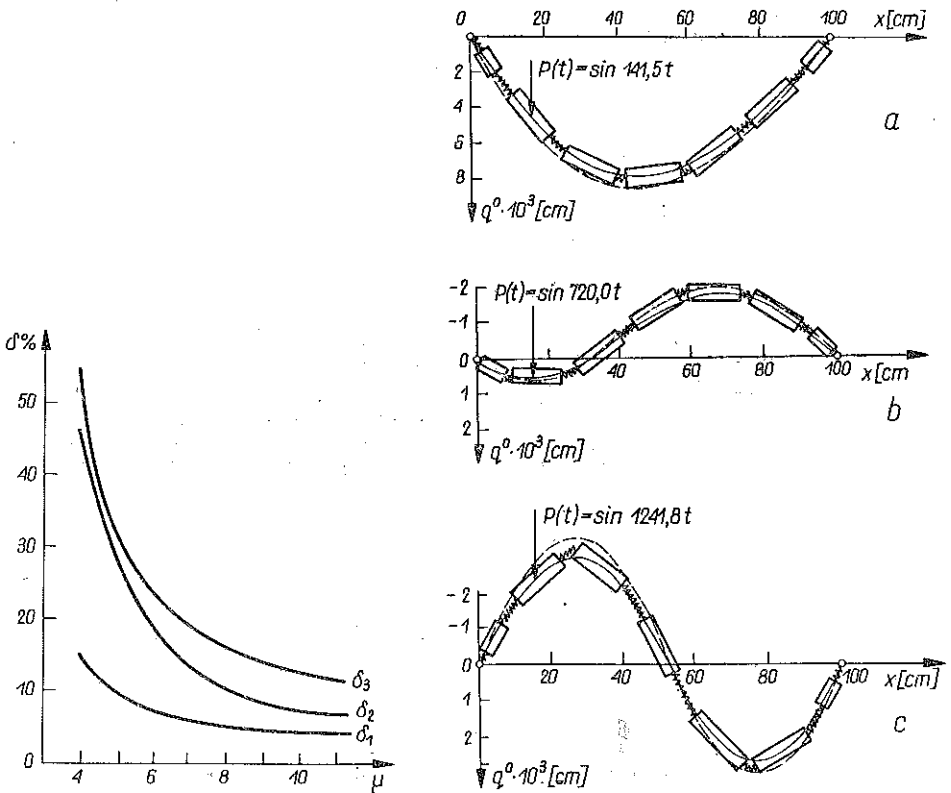 0 20 40 60 80 100 x[cm]
2
4
6
8
P(t)=sin 141,5t
a
q⁰·10³[cm]
-2
-1
0
1
2
P(t)=sin 720,0t
20 40 60 80 100 x[cm
b
q⁰·10³[cm]
P(t)=sin 1241,8t
-2
-1
0
1
2
20 40 60 80 100 x[cm]
c
q⁰·10³[cm]
δ%
50
40
30
20
10
0
δ₃
δ₂
δ₁
4 6 8 10 μ